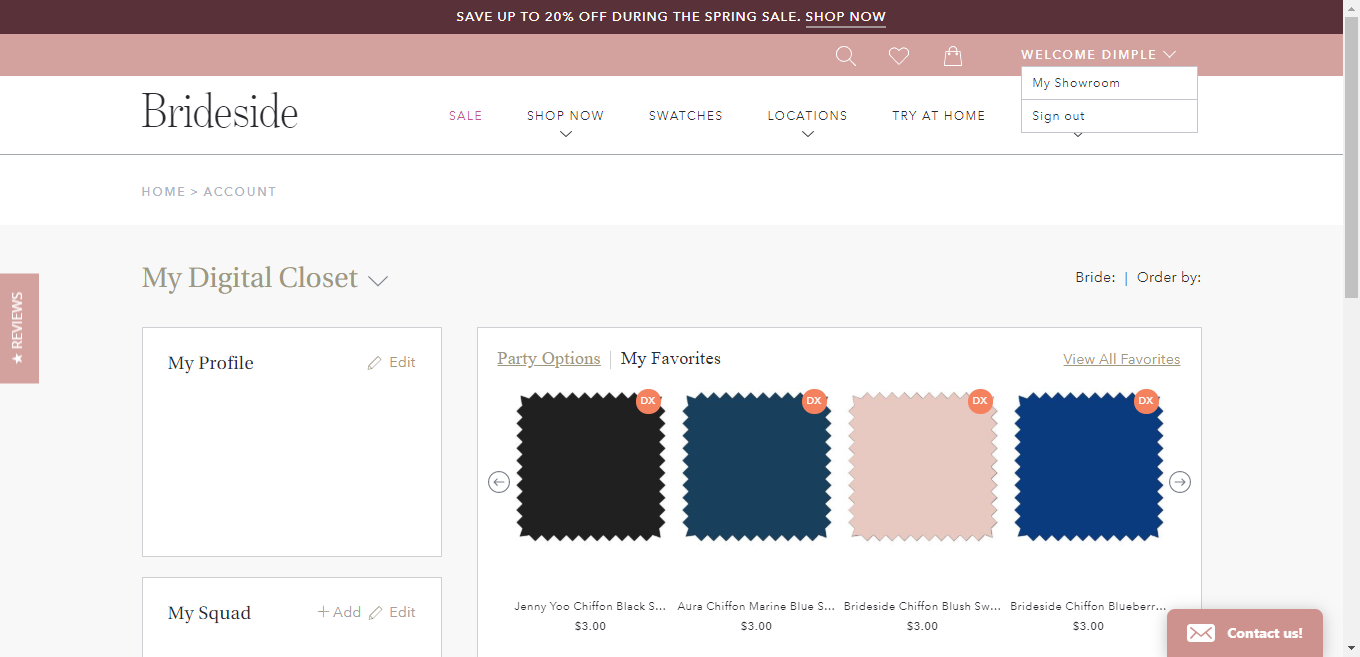 SAVE UP TO 20% OFF DURING THE SPRING SALE. SHOP NOW
WELCOME DIMPLE
My Showroom
Sign out
Brideside
SALE
SHOP NOW
SWATCHES
LOCATIONS
TRY AT HOME
HOME > ACCOUNT
★ REVIEWS
My Digital Closet
Bride: | Order by:
My Profile
Edit
Party Options | My Favorites
View All Favorites
DX
DX
DX
DX
Jenny Yoo Chiffon Black S...
$3.00
Aura Chiffon Marine Blue S...
$3.00
Brideside Chiffon Blush Sw...
$3.00
Brideside Chiffon Blueberr...
$3.00
My Squad
+ Add
Edit
Contact us!